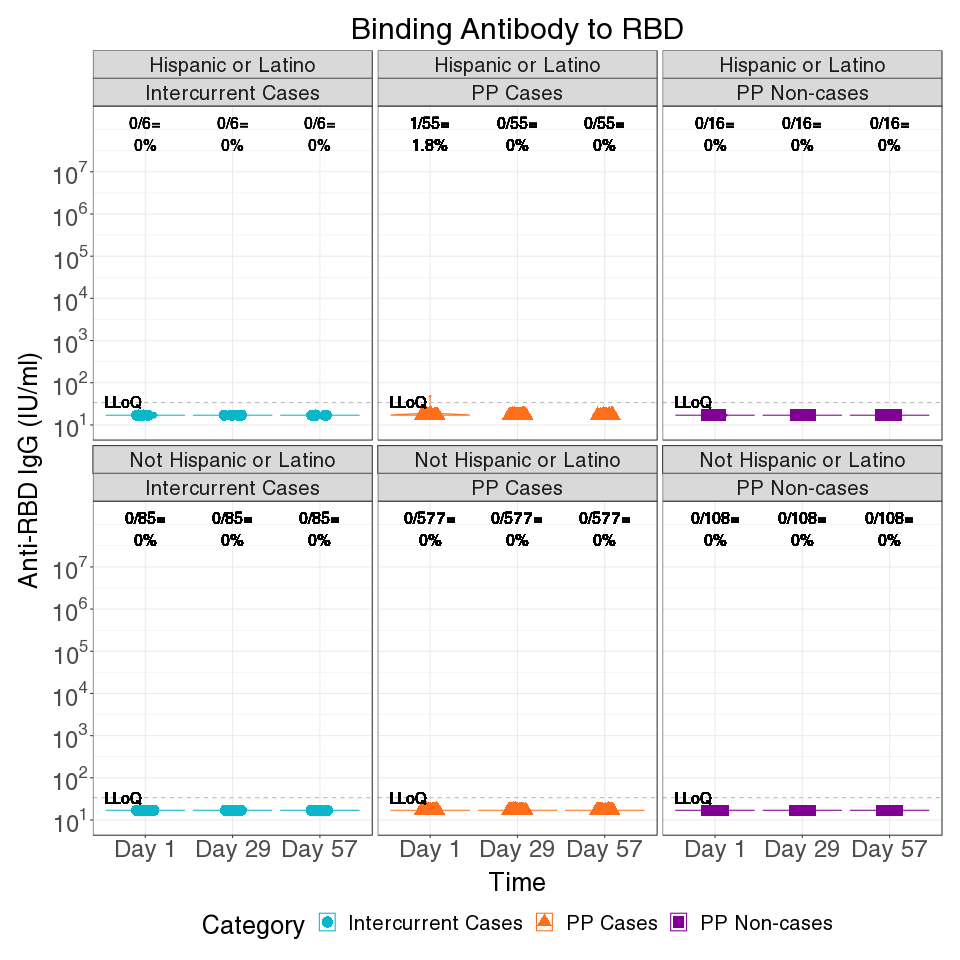 Binding Antibody to RBD
Hispanic or Latino
Intercurrent Cases
0/6= 0/6= 0/6=
0% 0% 0%
Hispanic or Latino
PP Cases
1/55= 0/55= 0/55=
1.8% 0% 0%
Hispanic or Latino
PP Non-cases
0/16= 0/16= 0/16=
0% 0% 0%
Anti-RBD IgG (IU/ml)
10^7
10^6
10^5
10^4
10^3
10^2
10^1
LLoQ
LLoQ
LLoQ
Not Hispanic or Latino
Intercurrent Cases
0/85= 0/85= 0/85=
0% 0% 0%
Not Hispanic or Latino
PP Cases
0/577= 0/577= 0/577=
0% 0% 0%
Not Hispanic or Latino
PP Non-cases
0/108= 0/108= 0/108=
0% 0% 0%
10^7
10^6
10^5
10^4
10^3
10^2
10^1
LLoQ
LLoQ
LLoQ
Day 1 Day 29 Day 57
Day 1 Day 29 Day 57
Day 1 Day 29 Day 57
Time
Category Intercurrent Cases PP Cases PP Non-cases